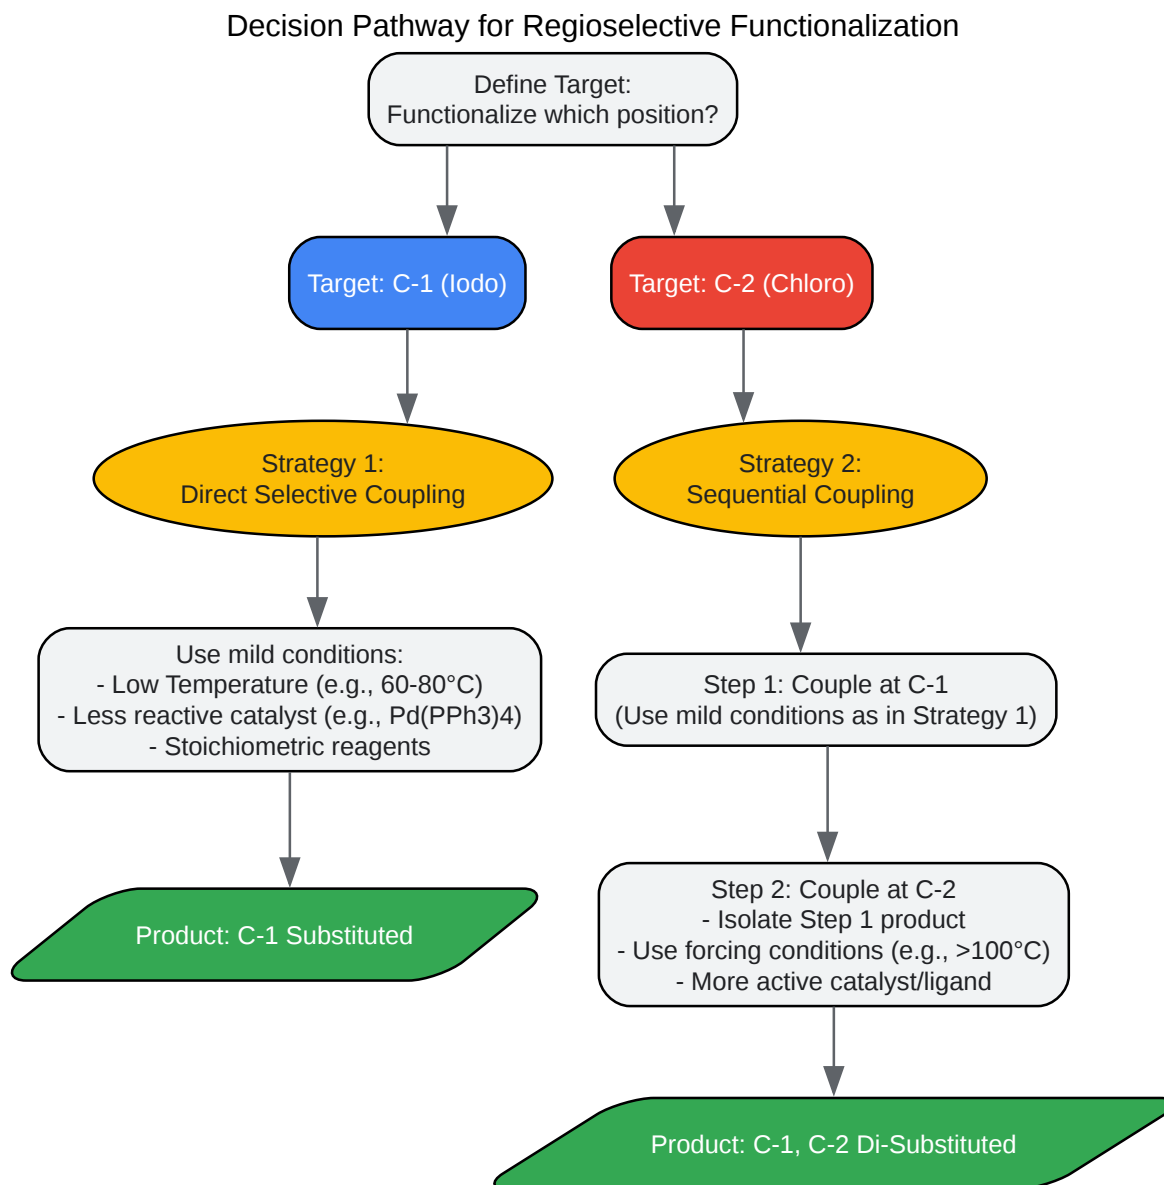 Decision Pathway for Regioselective Functionalization
Define Target:
Functionalize which position?
Target: C-1 (Iodo)
Target: C-2 (Chloro)
Strategy 1:
Direct Selective Coupling
Strategy 2:
Sequential Coupling
Use mild conditions:
- Low Temperature (e.g., 60-80°C)
- Less reactive catalyst (e.g., Pd(PPh3)4)
- Stoichiometric reagents
Step 1: Couple at C-1
(Use mild conditions as in Strategy 1)
Product: C-1 Substituted
Step 2: Couple at C-2
- Isolate Step 1 product
- Use forcing conditions (e.g., >100°C)
- More active catalyst/ligand
Product: C-1, C-2 Di-Substituted